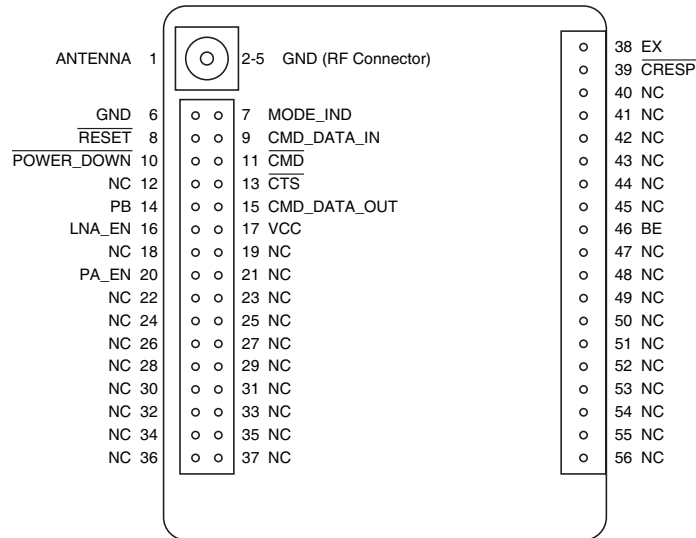 ANTENNA 1 2-5 GND (RF Connector)
GND 6 7 MODE_IND
RESET 8 9 CMD_DATA_IN
POWER_DOWN 10 11 CMD
NC 12 13 CTS
PB 14 15 CMD_DATA_OUT
LNA_EN 16 17 VCC
NC 18 19 NC
PA_EN 20 21 NC
NC 22 23 NC
NC 24 25 NC
NC 26 27 NC
NC 28 29 NC
NC 30 31 NC
NC 32 33 NC
NC 34 35 NC
NC 36 37 NC
38 EX
39 CRESP
40 NC
41 NC
42 NC
43 NC
44 NC
45 NC
46 BE
47 NC
48 NC
49 NC
50 NC
51 NC
52 NC
53 NC
54 NC
55 NC
56 NC